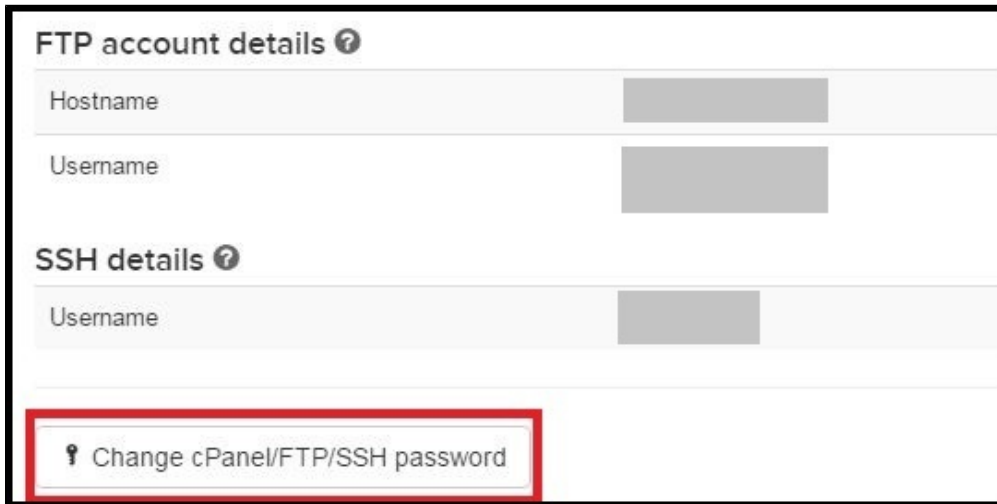 FTP account details ?
Hostname
Username
SSH details ?
Username
Change cPanel/FTP/SSH password